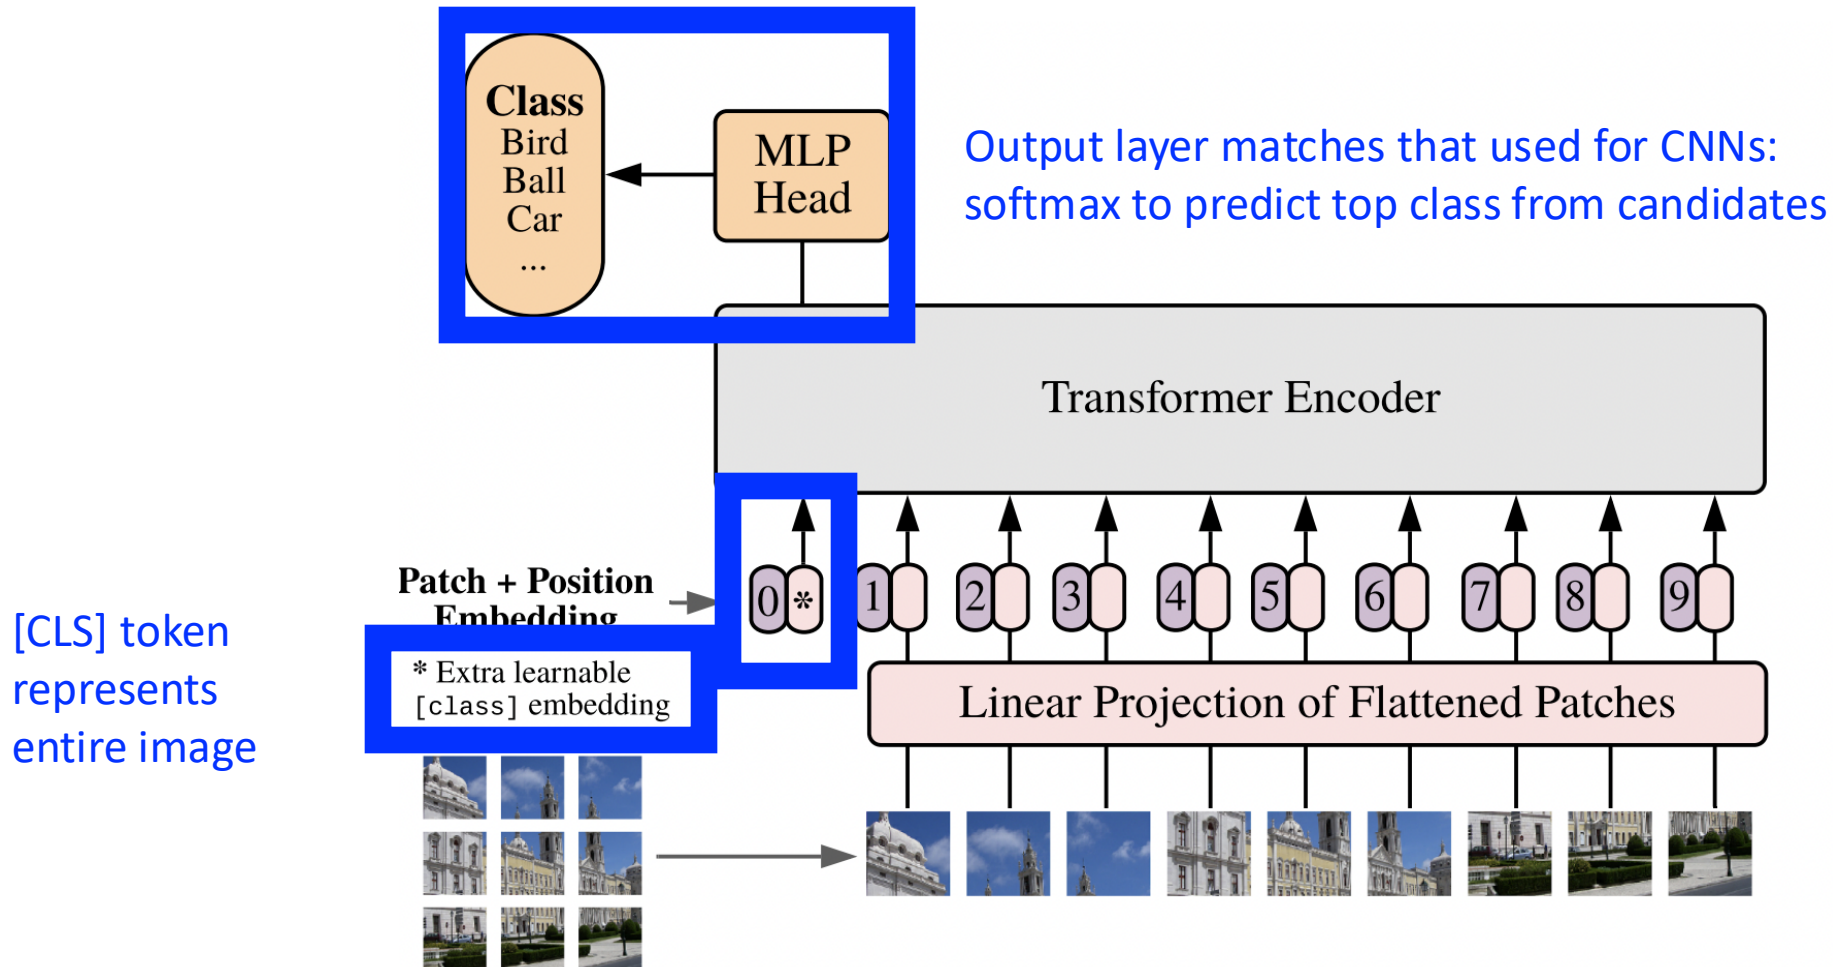 Class
Bird
Ball
Car
...
MLP
Head
Output layer matches that used for CNNs:
softmax to predict top class from candidates
Transformer Encoder
Patch + Position
Embedding
0 * 1 2 3 4 5 6 7 8 9
[CLS] token
represents
entire image
* Extra learnable
[class] embedding
Linear Projection of Flattened Patches